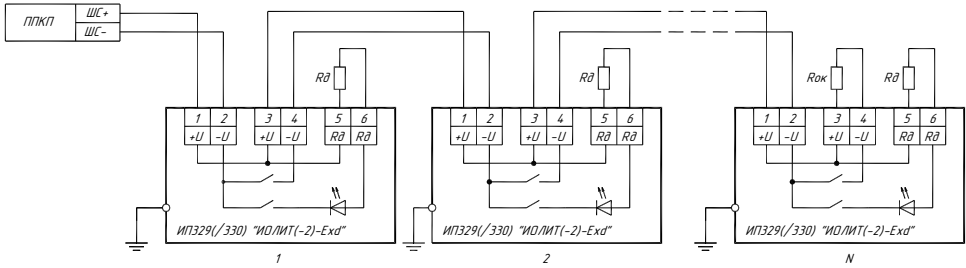 ППКП
ШС+
ШС-
Rд
Rд
Rок
Rд
1 2 3 4 5 6
+U -U +U -U Rд Rд
1 2 3 4 5 6
+U -U +U -U Rд Rд
1 2 3 4 5 6
+U -U +U -U Rд Rд
ИП329(/330) "ИОЛИТ(-2)-Exd"
ИП329(/330) "ИОЛИТ(-2)-Exd"
ИП329(/330) "ИОЛИТ(-2)-Exd"
1
2
N